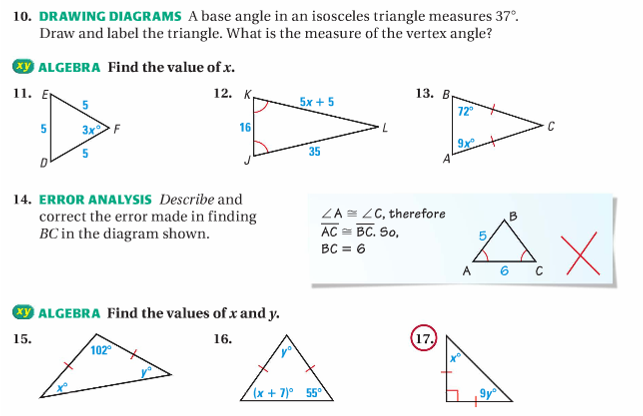 10. DRAWING DIAGRAMS A base angle in an isosceles triangle measures 37°.
Draw and label the triangle. What is the measure of the vertex angle?
xy ALGEBRA Find the value of x.
11. E
5
5
3x°
F
5
D
12. K
5x + 5
16
L
J
35
13. B
72°
C
9x°
A
14. ERROR ANALYSIS Describe and
correct the error made in finding
BC in the diagram shown.
∠A ≅ ∠C, therefore
A̅C̅ ≅ B̅C̅. So,
BC = 6
B
5
A 6 C
xy ALGEBRA Find the values of x and y.
15.
102°
x°
y°
16.
y°
(x + 7)° 55°
17.
x°
9y°